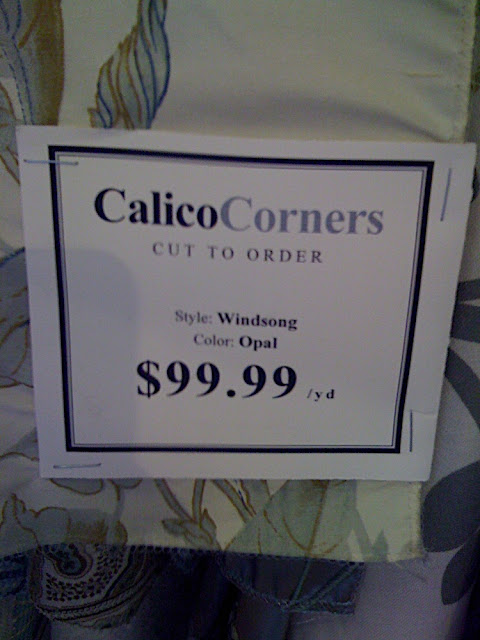 CalicoCorners
CUT TO ORDER
Style: Windsong
Color: Opal
$99.99 /yd